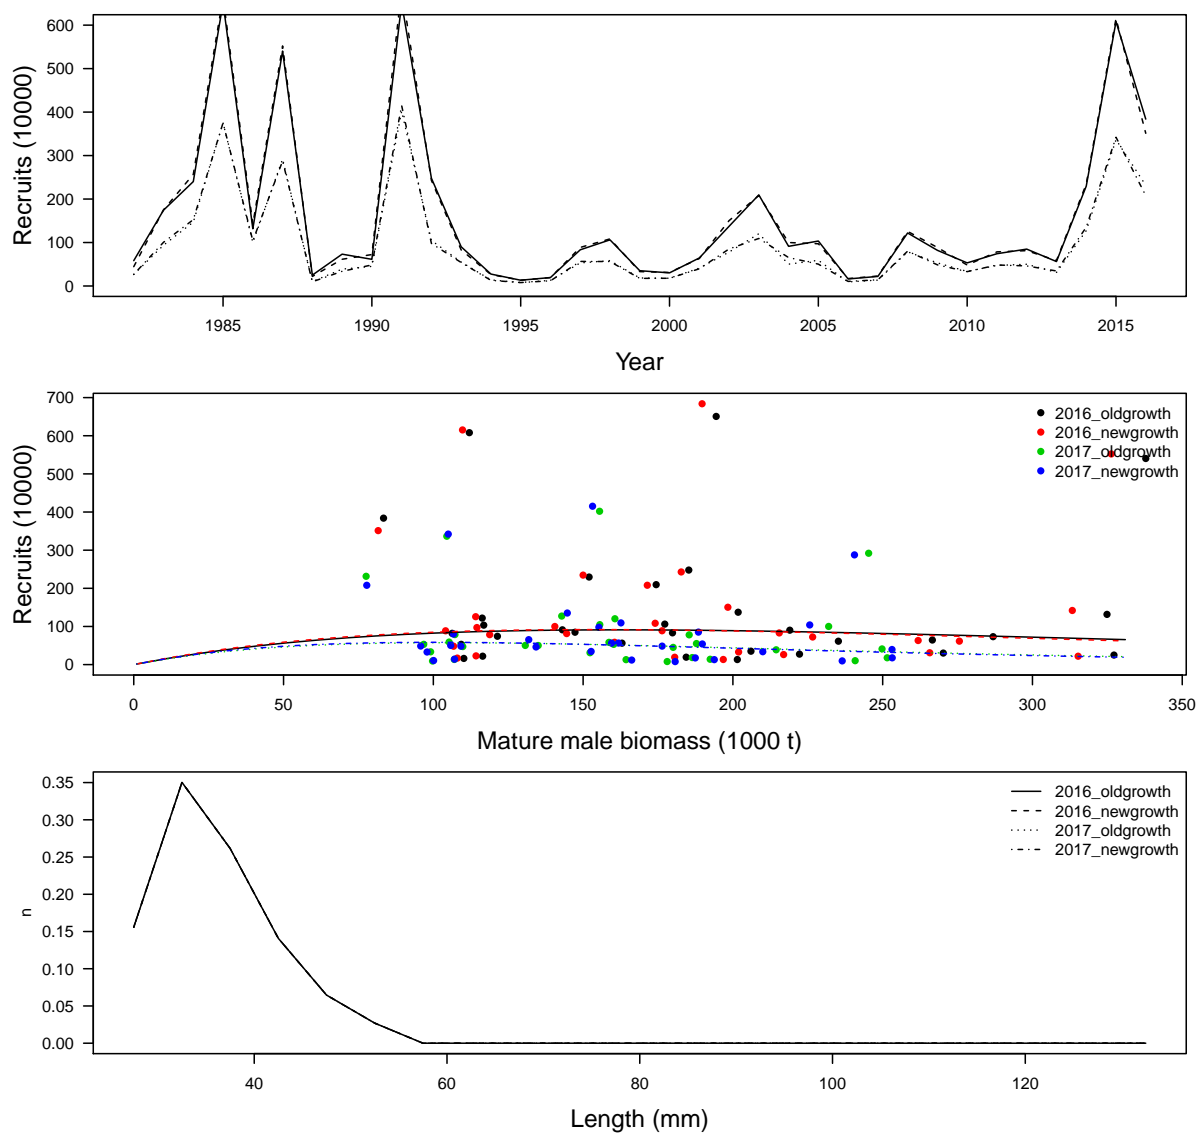 600
500
400
300
200
100
0
Recruits (10000)
1985 1990 1995 2000 2005 2010 2015
Year
700
600
500
400
300
200
100
0
Recruits (10000)
2016_oldgrowth
2016_newgrowth
2017_oldgrowth
2017_newgrowth
0 50 100 150 200 250 300 350
Mature male biomass (1000 t)
0.35
0.30
0.25
0.20
0.15
0.10
0.05
0.00
n
2016_oldgrowth
2016_newgrowth
2017_oldgrowth
2017_newgrowth
40 60 80 100 120
Length (mm)